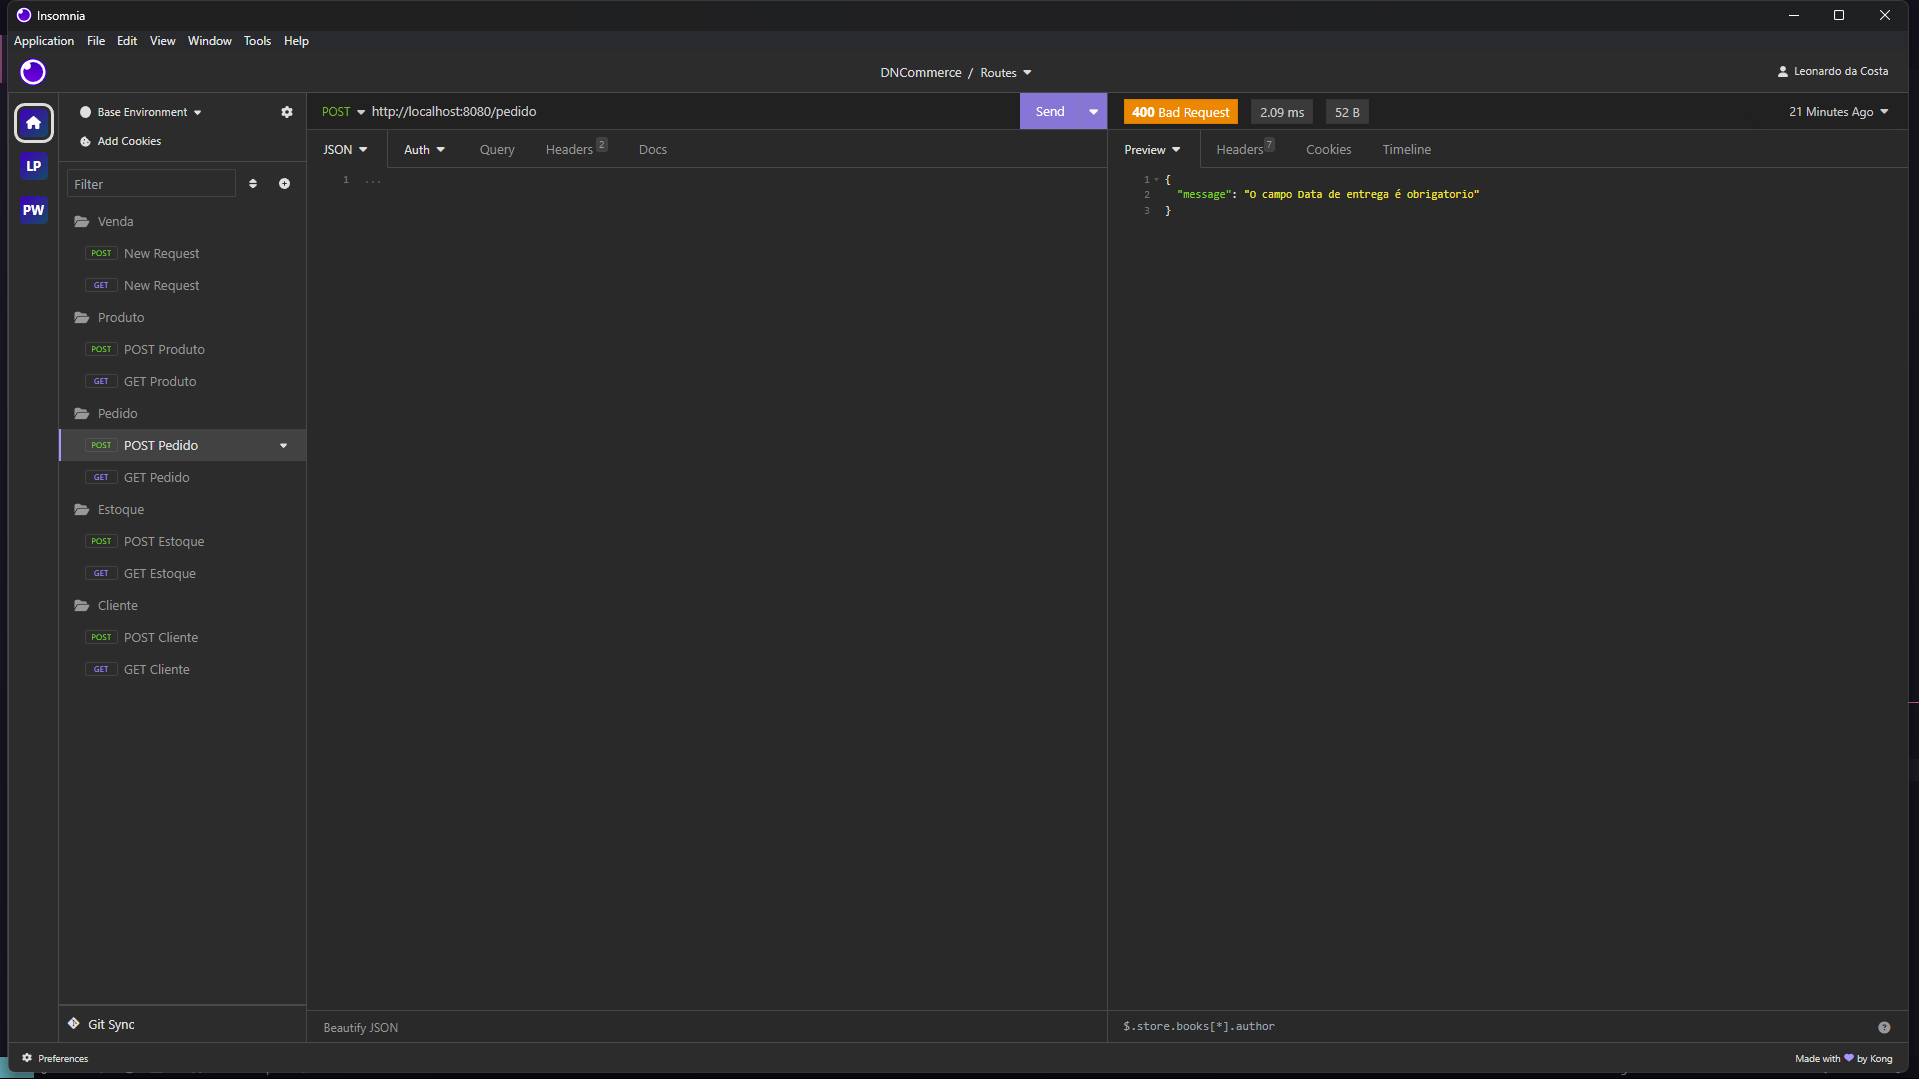 Insomnia
Application File Edit View Window Tools Help
DNCommerce / Routes
Leonardo da Costa
LP
PW
Base Environment
Add Cookies
Filter
Venda
POST New Request
GET New Request
Produto
POST POST Produto
GET GET Produto
Pedido
POST POST Pedido
GET GET Pedido
Estoque
POST POST Estoque
GET GET Estoque
Cliente
POST POST Cliente
GET GET Cliente
Git Sync
POST http://localhost:8080/pedido
Send
JSON Auth Query Headers 2 Docs
1 ...
Beautify JSON
400 Bad Request 2.09 ms 52 B
21 Minutes Ago
Preview Headers 7 Cookies Timeline
1 {
2 "message": "O campo Data de entrega é obrigatorio"
3 }
$.store.books[*].author
Preferences
Made with 💜 by Kong